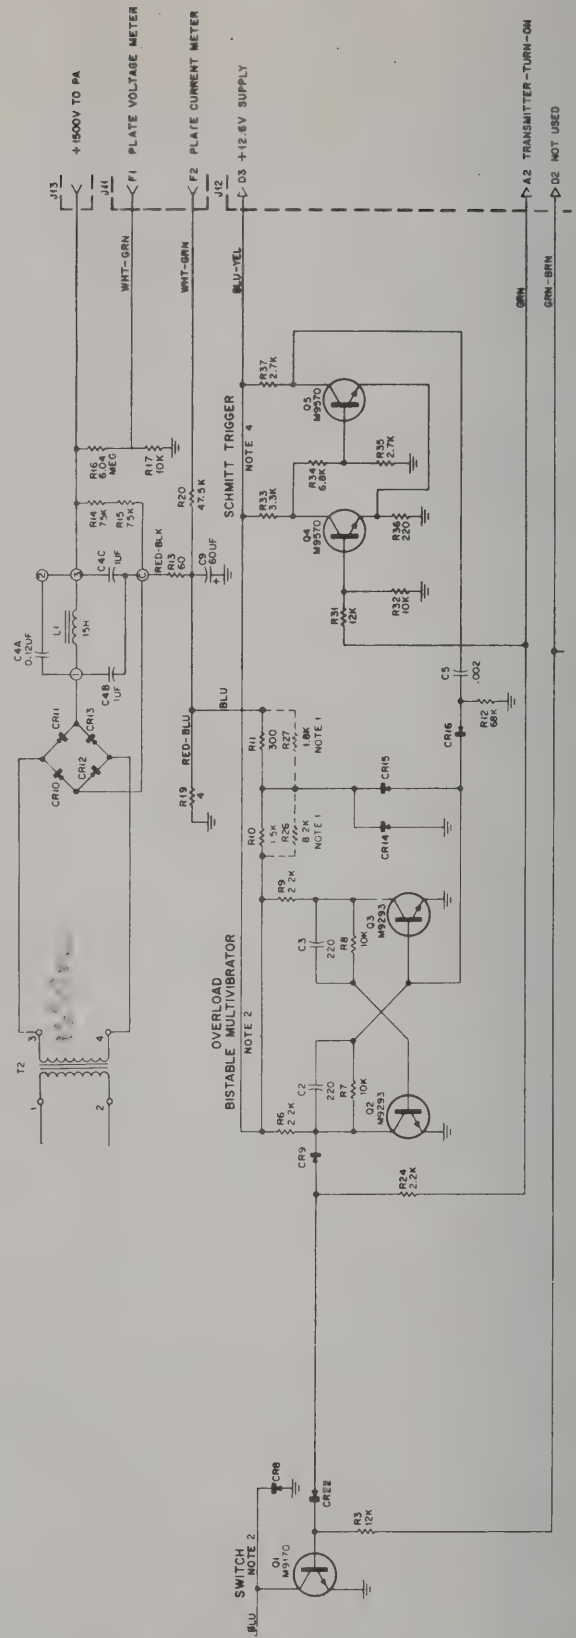 J13
+1500V TO PA
J11
F1 PLATE VOLTAGE METER
WHT-GRN
F2 PLATE CURRENT METER
WHT-GRN
J12
D3 +12.6V SUPPLY
BLU-YEL
A2 TRANSMITTER-TURN-ON
GRN
D2 NOT USED
GRN-BRN
R16
6.04
MEG
R17
10K
R14
75K
R15
75K
C4A
0.12UF
2
3
C4C
1UF
L1
15H
1
C
C4B
1UF
RED-BLK
R13
60
C9
60UF
+
R20
47.5K
CR11
CR13
CR10
CR12
T2
3
4
1
2
SCHMITT TRIGGER
NOTE 4
R37
2.7K
Q5
M9570
R34
6.8K
R35
2.7K
R33
3.3K
Q4
M9570
R36
220
R31
12K
R32
10K
C5
.002
R12
68K
CR16
RED-BLU
BLU
R19
4
R11
300
R27
1.8K
NOTE 1
R10
15K
R26
8.2K
NOTE 1
CR15
CR14
OVERLOAD
BISTABLE MULTIVIBRATOR
NOTE 2
R9
2.2K
C3
220
R8
10K
Q3
M9293
C2
220
R7
10K
Q2
M9293
R6
2.2K
CR9
R24
2.2K
SWITCH
NOTE 2
BLU
CR8
Q1
M9170
R3
12K